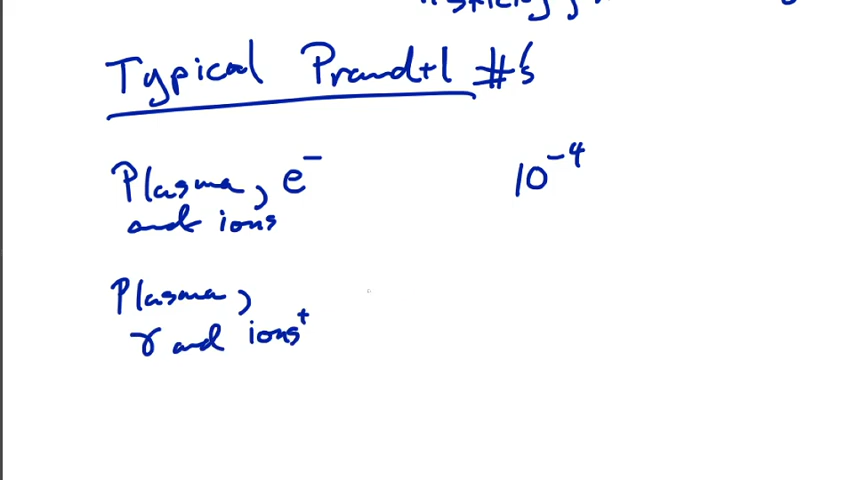 Typical Prandtl #'s
Plasma, e⁻ 10⁻⁴
and ions
Plasma,
γ and ions⁺